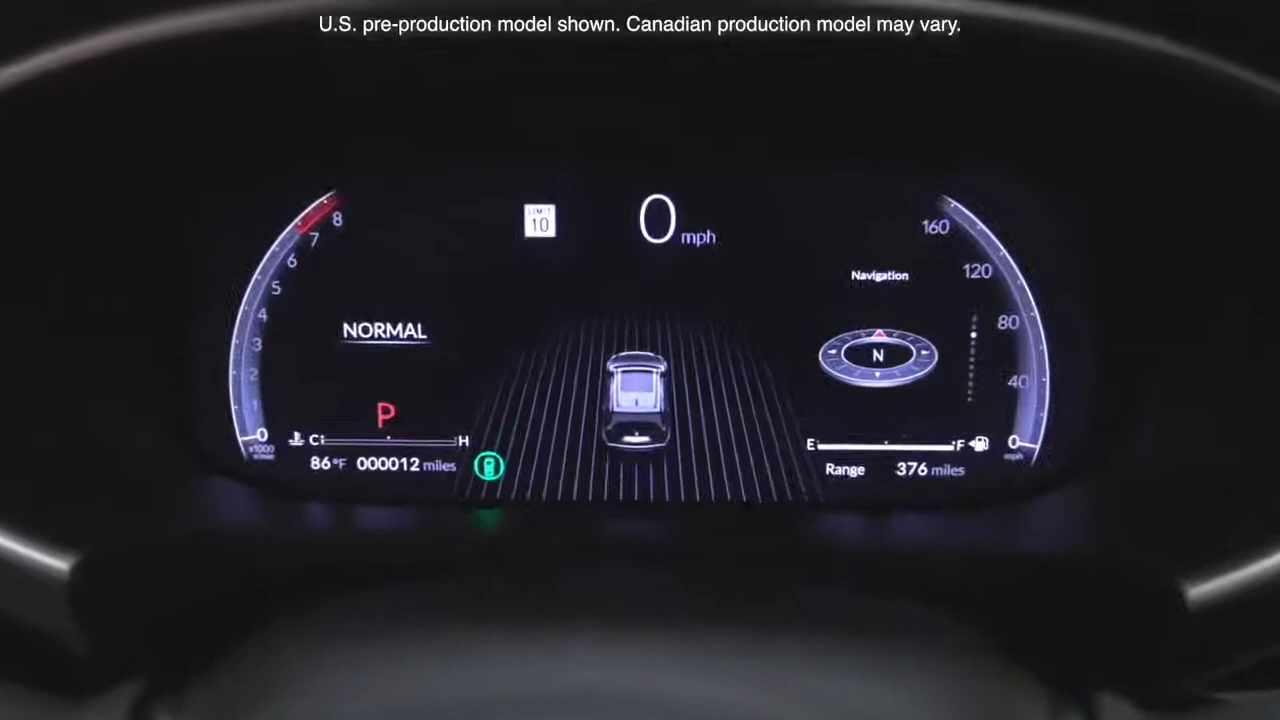 U.S. pre-production model shown. Canadian production model may vary.
LIMIT
10
0 mph
8
7
6
5
4
3
2
1
0
x1000
r/min
NORMAL
P
C H
86°F 000012 miles
Navigation
N
160
120
80
40
0
mph
E F
Range 376 miles